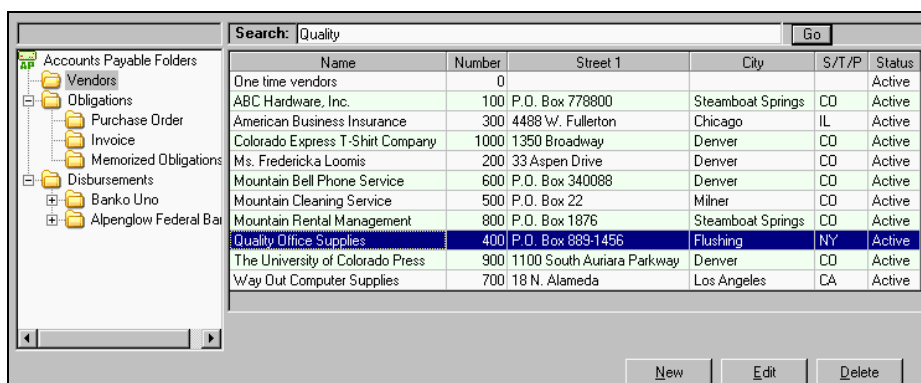 Search: Quality Go
AP Accounts Payable Folders
Vendors
Obligations
Purchase Order
Invoice
Memorized Obligations
Disbursements
Banko Uno
Alpenglow Federal Ba
Name Number Street 1 City S/T/P Status
One time vendors 0 Active
ABC Hardware, Inc. 100 P.O. Box 778800 Steamboat Springs CO Active
American Business Insurance 300 4488 W. Fullerton Chicago IL Active
Colorado Express T-Shirt Company 1000 1350 Broadway Denver CO Active
Ms. Fredericka Loomis 200 33 Aspen Drive Denver CO Active
Mountain Bell Phone Service 600 P.O. Box 340088 Denver CO Active
Mountain Cleaning Service 500 P.O. Box 22 Milner CO Active
Mountain Rental Management 800 P.O. Box 1876 Steamboat Springs CO Active
Quality Office Supplies 400 P.O. Box 889-1456 Flushing NY Active
The University of Colorado Press 900 1100 South Auriara Parkway Denver CO Active
Way Out Computer Supplies 700 18 N. Alameda Los Angeles CA Active
New Edit Delete